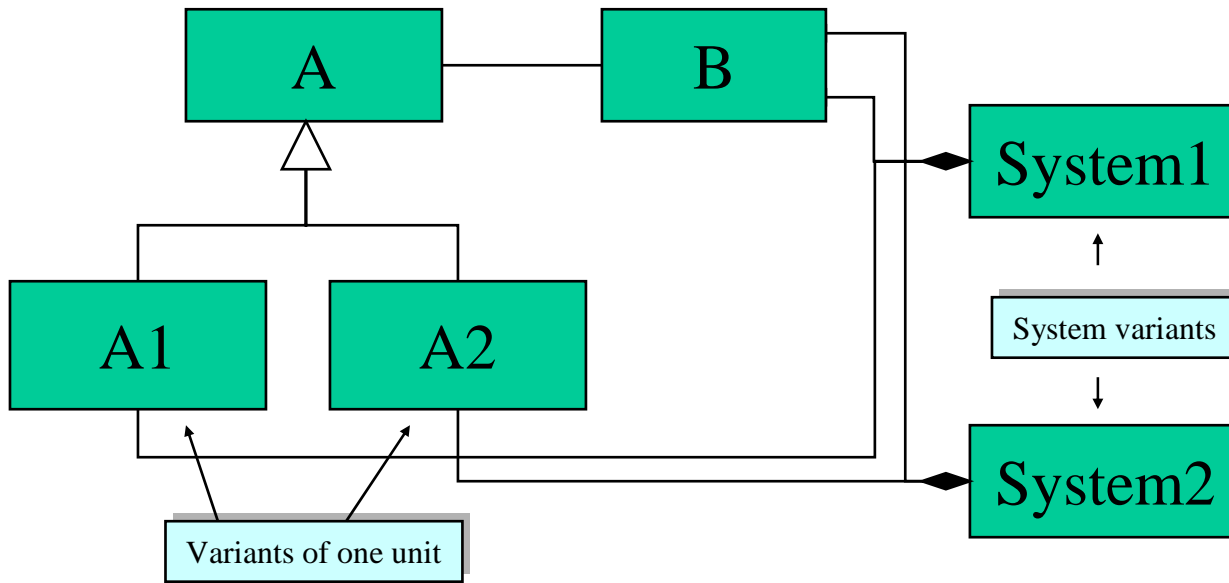 A
B
System1
A1
A2
System variants
System2
Variants of one unit